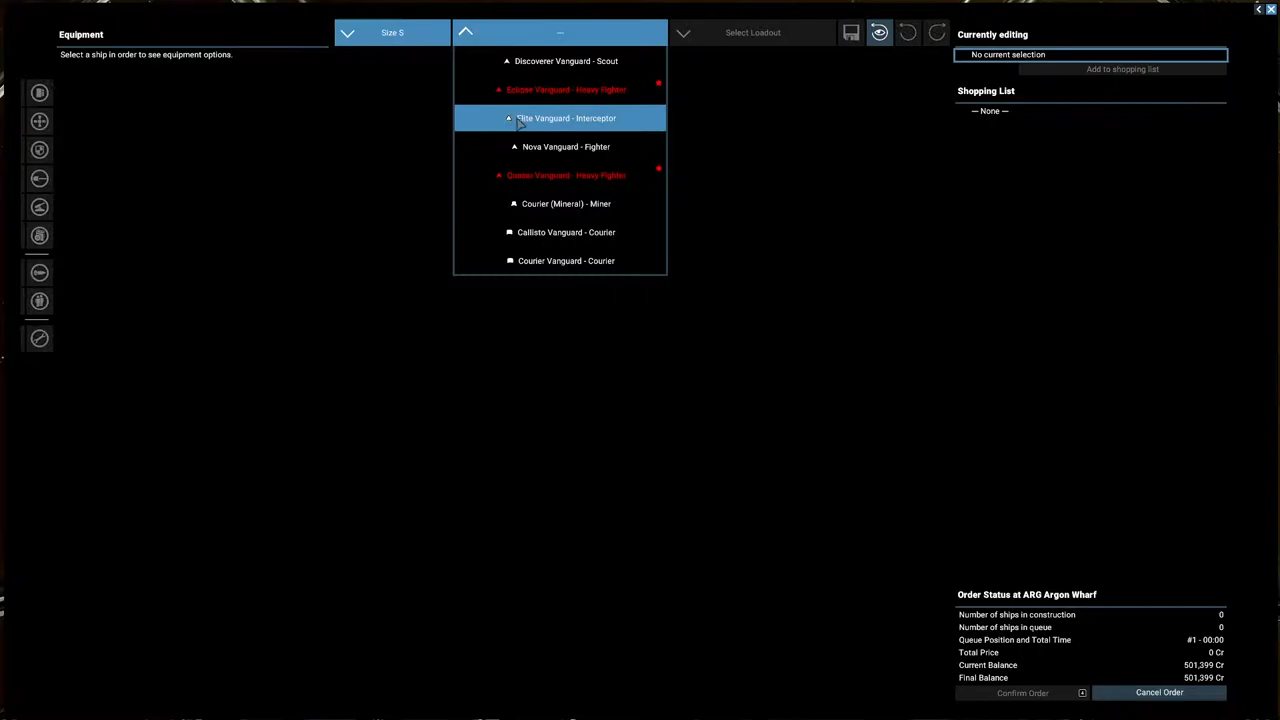 Equipment
Select a ship in order to see equipment options.
Size S
---
Select Loadout
Discoverer Vanguard - Scout
Eclipse Vanguard - Heavy Fighter
Elite Vanguard - Interceptor
Nova Vanguard - Fighter
Quasar Vanguard - Heavy Fighter
Courier (Mineral) - Miner
Callisto Vanguard - Courier
Courier Vanguard - Courier
Currently editing
No current selection
Add to shopping list
Shopping List
— None —
Order Status at ARG Argon Wharf
Number of ships in construction 0
Number of ships in queue 0
Queue Position and Total Time #1 - 00:00
Total Price 0 Cr
Current Balance 501,399 Cr
Final Balance 501,399 Cr
Confirm Order
Cancel Order